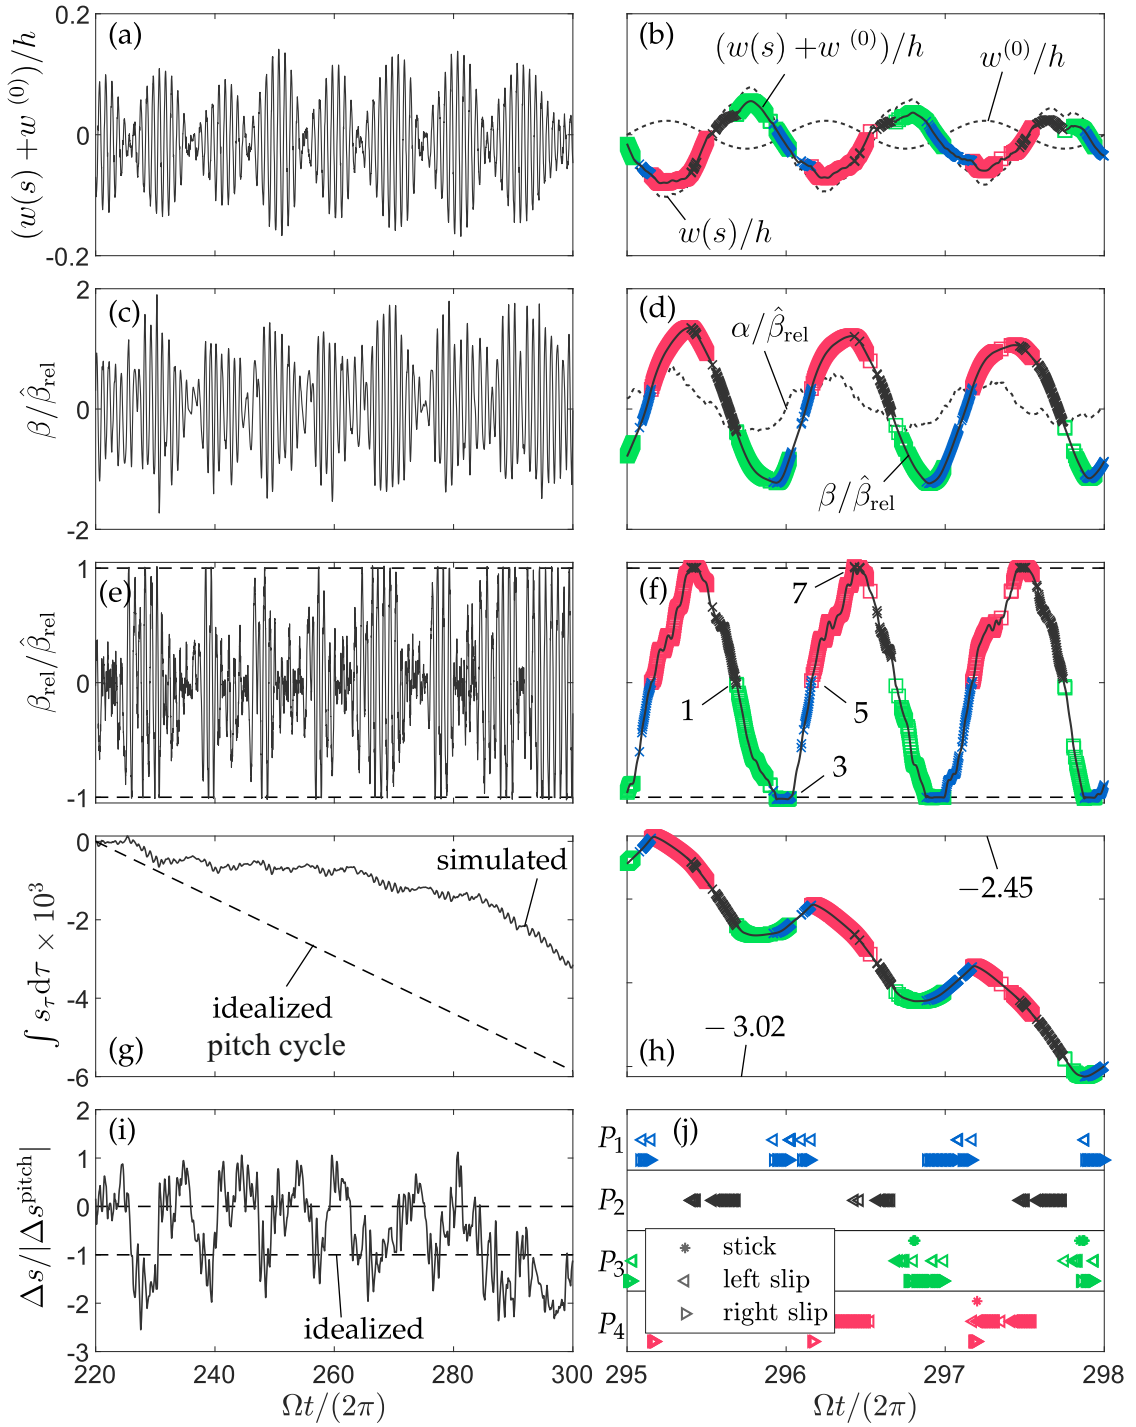 (a)
0.2
0
-0.2
(w(s) + w^{(0)})/h
(b)
(w(s) + w^{(0)})/h
w^{(0)}/h
w(s)/h
(c)
2
0
-2
β/β̂_rel
(d)
α/β̂_rel
β/β̂_rel
(e)
1
0
-1
β_rel/β̂_rel
(f)
7
1
5
3
(g)
0
-2
-4
-6
∫ s_τ dτ × 10^3
simulated
idealized
pitch cycle
(h)
−2.45
−3.02
(i)
2
1
0
-1
-2
-3
Δs/|Δs^pitch|
idealized
220 240 260 280 300
Ωt/(2π)
(j)
P_1
P_2
P_3
P_4
stick
left slip
right slip
295 296 297 298
Ωt/(2π)